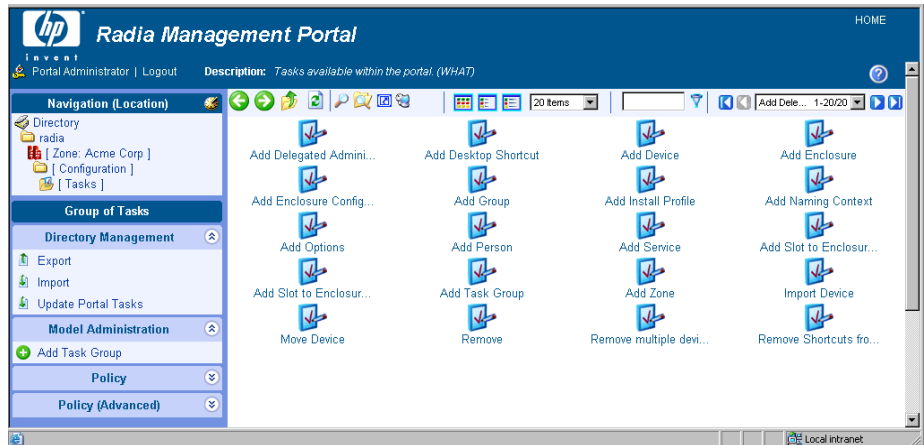 HOME
hp
invent
Radia Management Portal
Portal Administrator | Logout
Description: Tasks available within the portal. (WHAT)
Navigation (Location)
Directory
radia
[ Zone: Acme Corp ]
[ Configuration ]
[ Tasks ]
Group of Tasks
Directory Management
Export
Import
Update Portal Tasks
Model Administration
Add Task Group
Policy
Policy (Advanced)
20 Items
Add Dele... 1-20/20
Add Delegated Admini... Add Desktop Shortcut Add Device Add Enclosure
Add Enclosure Config... Add Group Add Install Profile Add Naming Context
Add Options Add Person Add Service Add Slot to Enclosur...
Add Slot to Enclosur... Add Task Group Add Zone Import Device
Move Device Remove Remove multiple devi... Remove Shortcuts fro...
Local intranet